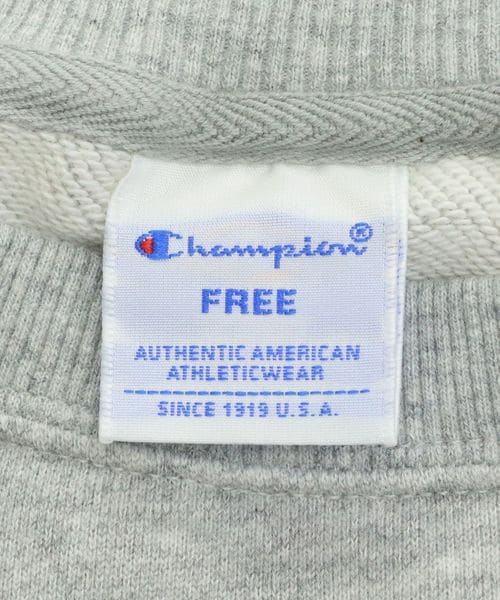 Champion®
FREE
AUTHENTIC AMERICAN
ATHLETICWEAR
SINCE 1919 U.S.A.